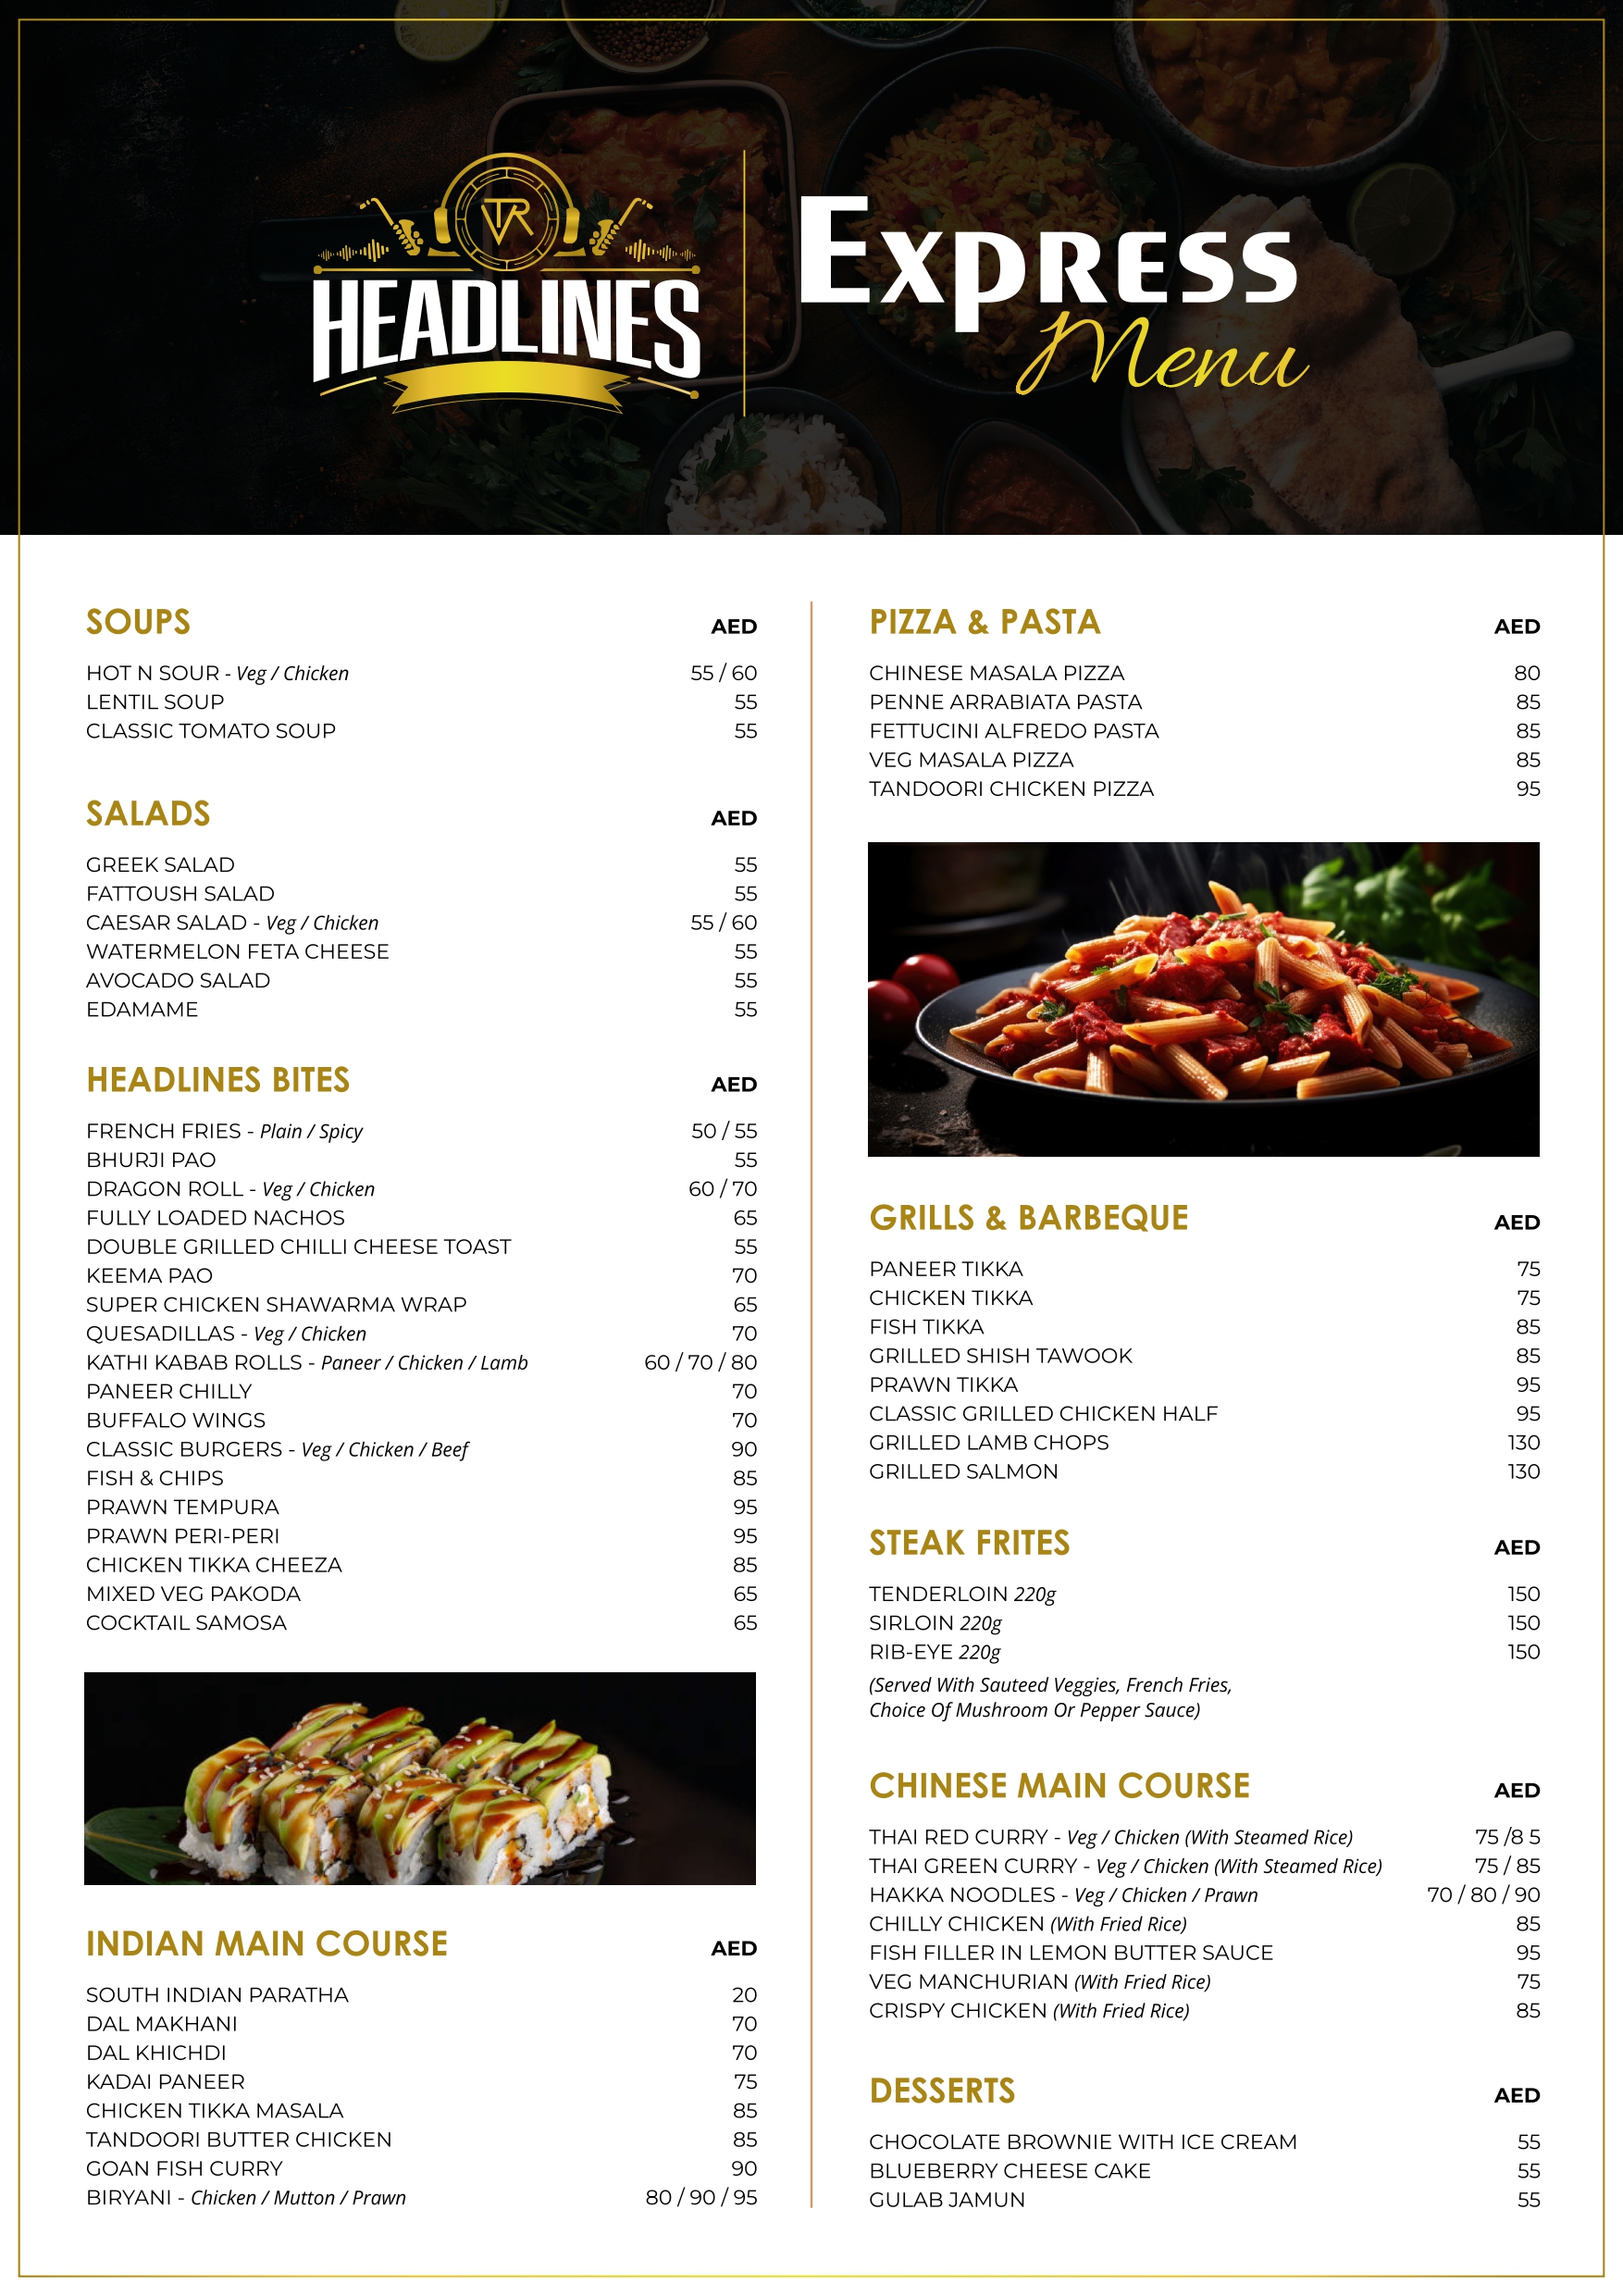 TR
HEADLINES
EXPRESS
Menu
SOUPS AED
HOT N SOUR - Veg / Chicken 55 / 60
LENTIL SOUP 55
CLASSIC TOMATO SOUP 55
SALADS AED
GREEK SALAD 55
FATTOUSH SALAD 55
CAESAR SALAD - Veg / Chicken 55 / 60
WATERMELON FETA CHEESE 55
AVOCADO SALAD 55
EDAMAME 55
HEADLINES BITES AED
FRENCH FRIES - Plain / Spicy 50 / 55
BHURJI PAO 55
DRAGON ROLL - Veg / Chicken 60 / 70
FULLY LOADED NACHOS 65
DOUBLE GRILLED CHILLI CHEESE TOAST 55
KEEMA PAO 70
SUPER CHICKEN SHAWARMA WRAP 65
QUESADILLAS - Veg / Chicken 70
KATHI KABAB ROLLS - Paneer / Chicken / Lamb 60 / 70 / 80
PANEER CHILLY 70
BUFFALO WINGS 70
CLASSIC BURGERS - Veg / Chicken / Beef 90
FISH & CHIPS 85
PRAWN TEMPURA 95
PRAWN PERI-PERI 95
CHICKEN TIKKA CHEEZA 85
MIXED VEG PAKODA 65
COCKTAIL SAMOSA 65
INDIAN MAIN COURSE AED
SOUTH INDIAN PARATHA 20
DAL MAKHANI 70
DAL KHICHDI 70
KADAI PANEER 75
CHICKEN TIKKA MASALA 85
TANDOORI BUTTER CHICKEN 85
GOAN FISH CURRY 90
BIRYANI - Chicken / Mutton / Prawn 80 / 90 / 95
PIZZA & PASTA AED
CHINESE MASALA PIZZA 80
PENNE ARRABIATA PASTA 85
FETTUCINI ALFREDO PASTA 85
VEG MASALA PIZZA 85
TANDOORI CHICKEN PIZZA 95
GRILLS & BARBEQUE AED
PANEER TIKKA 75
CHICKEN TIKKA 75
FISH TIKKA 85
GRILLED SHISH TAWOOK 85
PRAWN TIKKA 95
CLASSIC GRILLED CHICKEN HALF 95
GRILLED LAMB CHOPS 130
GRILLED SALMON 130
STEAK FRITES AED
TENDERLOIN 220g 150
SIRLOIN 220g 150
RIB-EYE 220g 150
(Served With Sauteed Veggies, French Fries,
Choice Of Mushroom Or Pepper Sauce)
CHINESE MAIN COURSE AED
THAI RED CURRY - Veg / Chicken (With Steamed Rice) 75 /8 5
THAI GREEN CURRY - Veg / Chicken (With Steamed Rice) 75 / 85
HAKKA NOODLES - Veg / Chicken / Prawn 70 / 80 / 90
CHILLY CHICKEN (With Fried Rice) 85
FISH FILLER IN LEMON BUTTER SAUCE 95
VEG MANCHURIAN (With Fried Rice) 75
CRISPY CHICKEN (With Fried Rice) 85
DESSERTS AED
CHOCOLATE BROWNIE WITH ICE CREAM 55
BLUEBERRY CHEESE CAKE 55
GULAB JAMUN 55